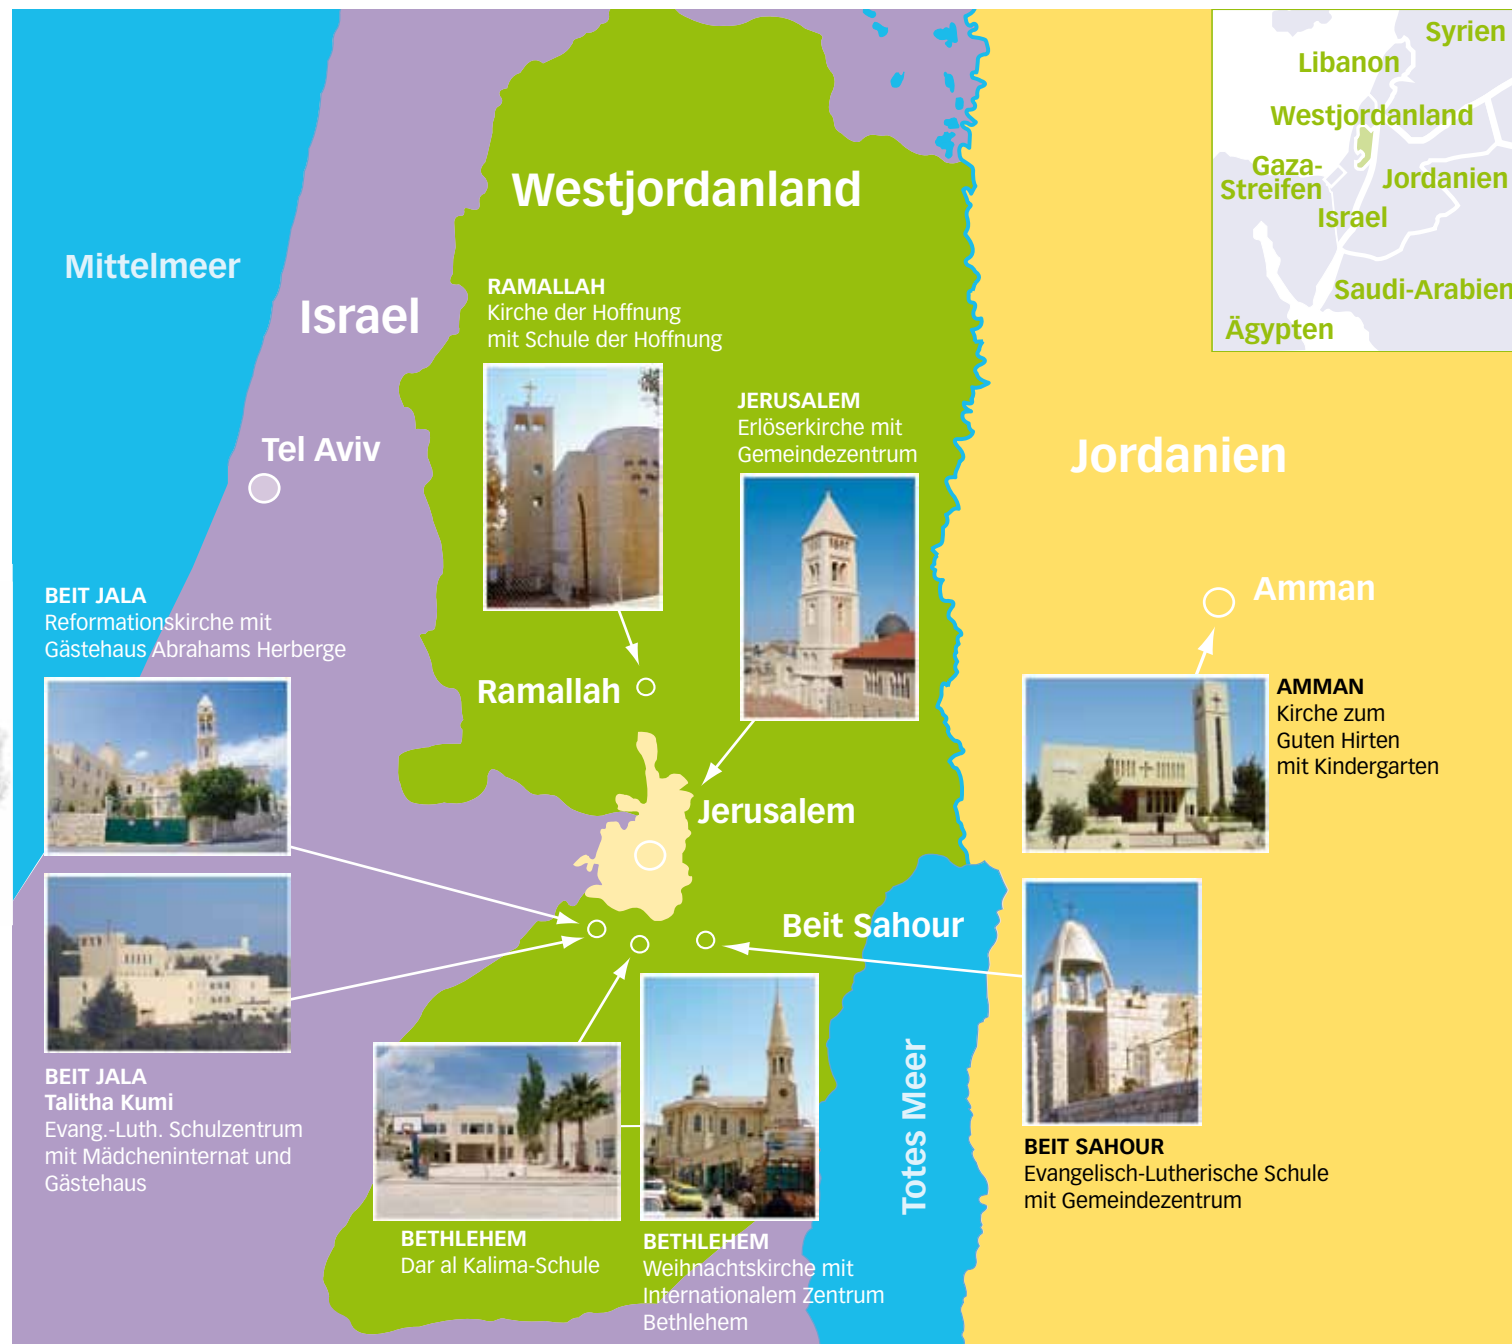 Syrien
Libanon
Westjordanland
Gaza-
Streifen
Jordanien
Israel
Saudi-Arabien
Ägypten
Westjordanland
Mittelmeer
Israel
RAMALLAH
Kirche der Hoffnung
mit Schule der Hoffnung
JERUSALEM
Erlöserkirche mit
Gemeindezentrum
Tel Aviv
Jordanien
BEIT JALA
Reformationskirche mit
Gästehaus Abrahams Herberge
Amman
Ramallah
AMMAN
Kirche zum
Guten Hirten
mit Kindergarten
Jerusalem
Beit Sahour
Totes Meer
BEIT JALA
Talitha Kumi
Evang.-Luth. Schulzentrum
mit Mädcheninternat und
Gästehaus
BEIT SAHOUR
Evangelisch-Lutherische Schule
mit Gemeindezentrum
BETHLEHEM
Dar al Kalima-Schule
BETHLEHEM
Weihnachtskirche mit
Internationalem Zentrum
Bethlehem